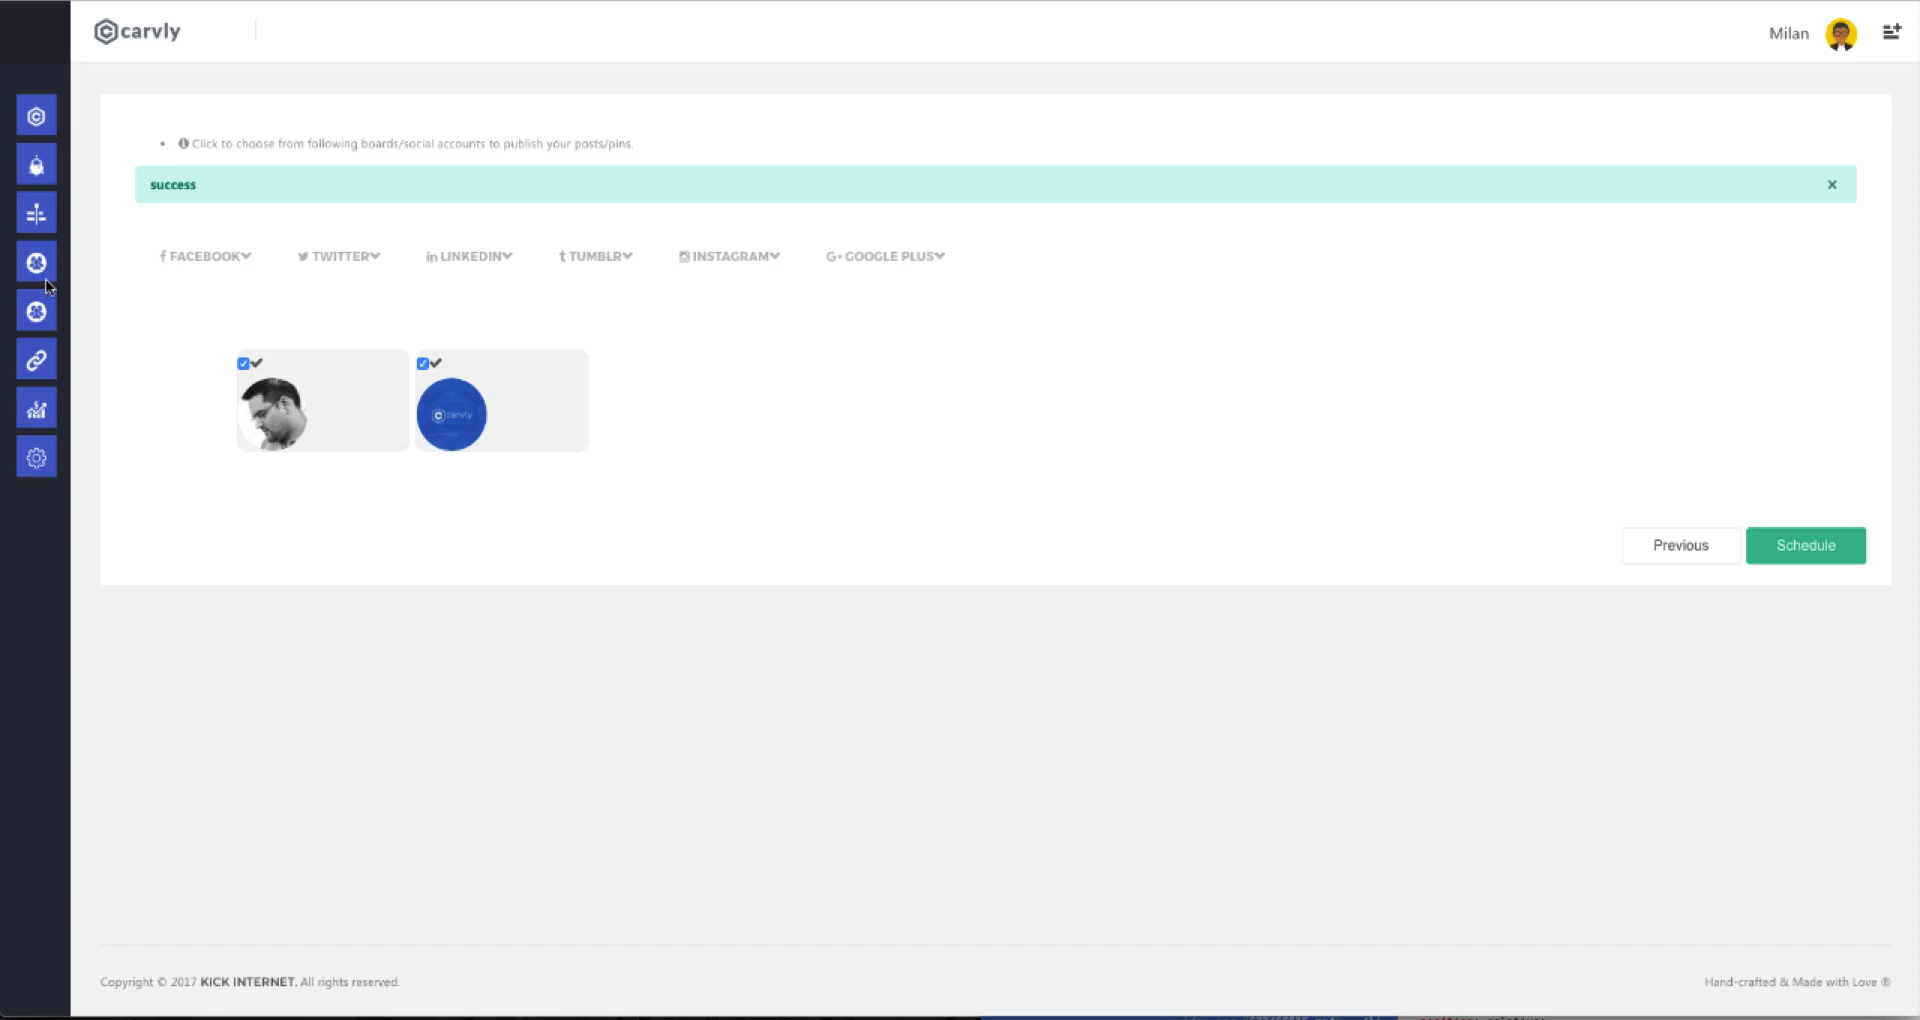 carvly
Milan
Click to choose from following boards/social accounts to publish your posts/pins.
success
FACEBOOK
TWITTER
LINKEDIN
TUMBLR
INSTAGRAM
GOOGLE PLUS
carvly
Previous
Schedule
Copyright © 2017 KICK INTERNET. All rights reserved.
Hand-crafted & Made with Love ®